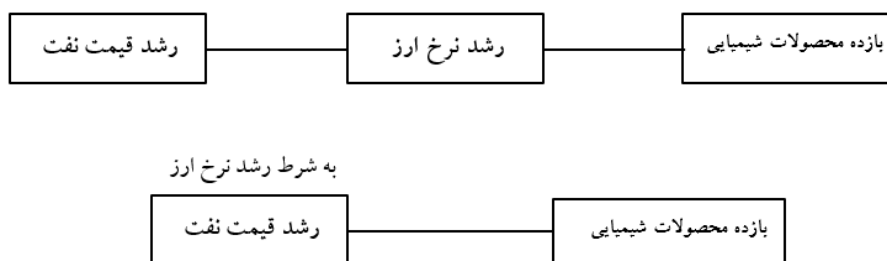 بازده محصولات شیمیایی
رشد نرخ ارز
رشد قیمت نفت
به شرط رشد نرخ ارز
بازده محصولات شیمیایی
رشد قیمت نفت